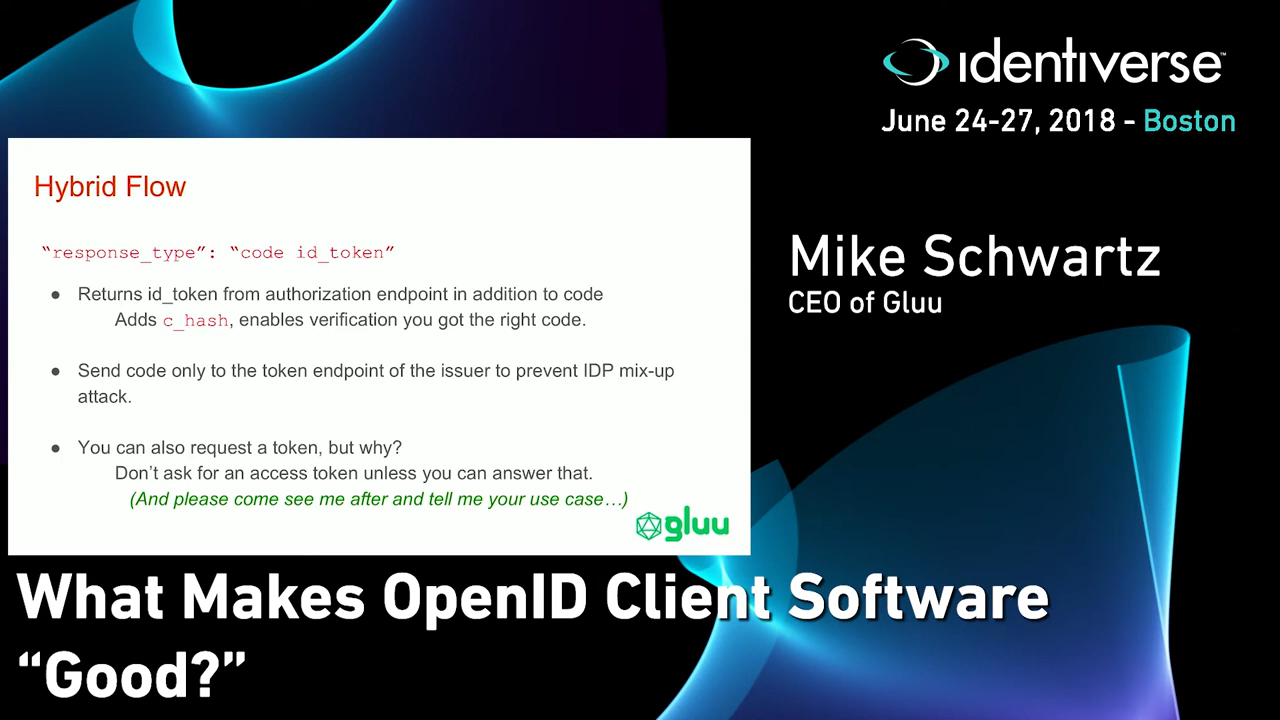 identiverse™
June 24-27, 2018 - Boston
Hybrid Flow
“response_type”: “code id_token”
● Returns id_token from authorization endpoint in addition to code
Adds c_hash, enables verification you got the right code.
● Send code only to the token endpoint of the issuer to prevent IDP mix-up
attack.
● You can also request a token, but why?
Don’t ask for an access token unless you can answer that.
(And please come see me after and tell me your use case…)
gluu
Mike Schwartz
CEO of Gluu
What Makes OpenID Client Software
“Good?”